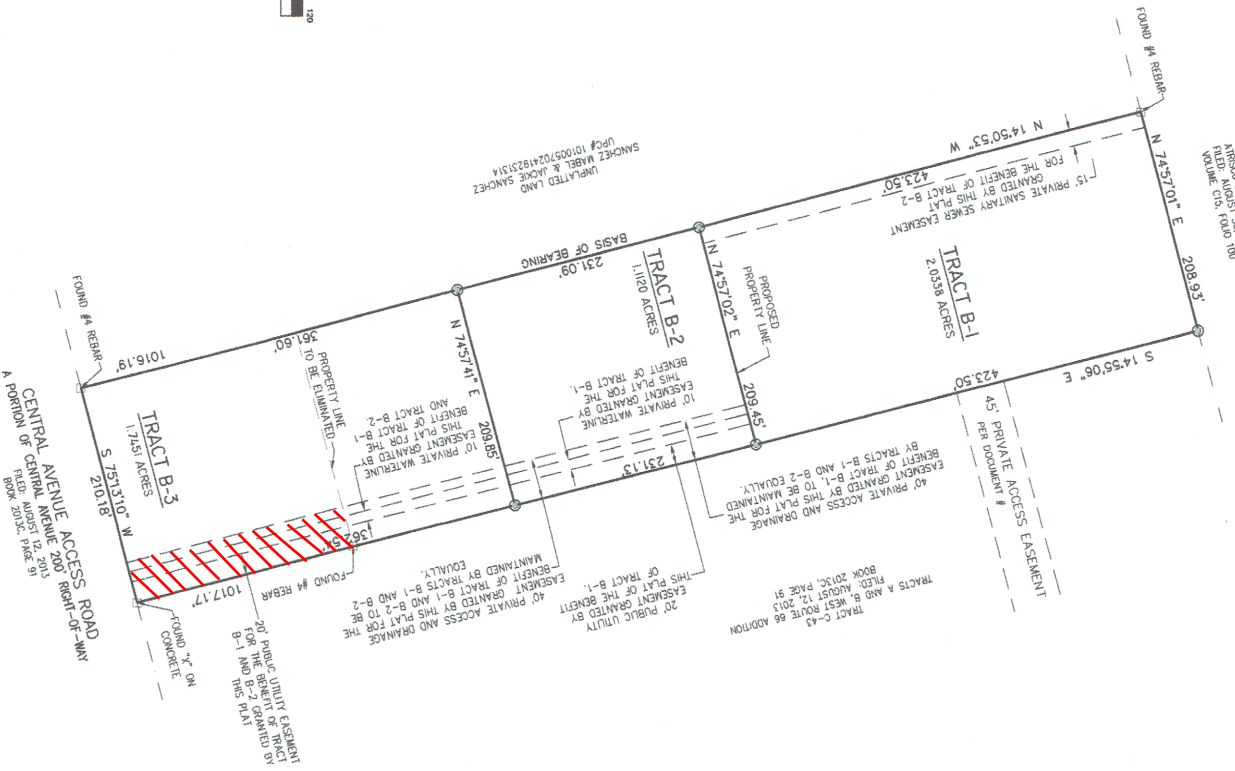 120
FOUND #4 REBAR
N 14°50'53" W
423.50'
15' PRIVATE SANITARY SEWER EASEMENT
GRANTED BY THIS PLAT
FOR THE BENEFIT OF TRACT B-2
N 74°57'01" E
208.93'
FILED: AUGUST
VOLUME C15, FOLIO 100
UNPLATTED LAND
SANCHEZ MABEL & JACKIE SANCHEZ
UPC# 101005702419231314
TRACT B-1
2.0338 ACRES
S 14°55'06" E
423.50'
45' PRIVATE ACCESS EASEMENT
PER DOCUMENT #
BASIS OF BEARING
231.09'
TRACT B-2
1.1120 ACRES
N 74°57'02" E
209.45'
PROPOSED
PROPERTY LINE
10' PRIVATE WATERLINE
EASEMENT GRANTED BY
THIS PLAT FOR THE
BENEFIT OF TRACT B-1.
231.13'
40' PRIVATE ACCESS AND DRAINAGE
EASEMENT GRANTED BY THIS PLAT FOR THE
BENEFIT OF TRACT B-1, TO BE MAINTAINED
BY TRACTS B-1 AND B-2 EQUALLY.
TRACT C-43
TRACTS A AND B, WEST ROUTE 66 ADDITION
FILED: AUGUST 12, 2013
BOOK 2013C, PAGE 91
20' PUBLIC UTILITY
EASEMENT GRANTED BY
THIS PLAT OF THE BENEFIT
OF TRACT B-1.
N 74°57'41" E
209.85'
361.60'
1016.19'
FOUND #4 REBAR
PROPERTY LINE
TO BE ELIMINATED
10' PRIVATE WATERLINE
EASEMENT GRANTED BY
THIS PLAT FOR THE
BENEFIT OF TRACT B-1
AND TRACT B-2
TRACT B-3
1.7451 ACRES
S 75°13'10" W
210.18'
362.54'
FOUND #4 REBAR
1017.17'
40' PRIVATE ACCESS AND DRAINAGE
EASEMENT GRANTED BY THIS PLAT FOR THE
BENEFIT OF TRACT B-1 AND B-2 TO BE
MAINTAINED BY TRACTS B-1 AND B-2
EQUALLY.
FOUND "X" ON
CONCRETE
20' PUBLIC UTILITY EASEMENT
FOR THE BENEFIT OF TRACT
B-1 AND B-2 GRANTED BY
THIS PLAT
CENTRAL AVENUE ACCESS ROAD
A PORTION OF CENTRAL AVENUE 200' RIGHT-OF-WAY
FILED: AUGUST 12, 2013
BOOK 2013C, PAGE 91